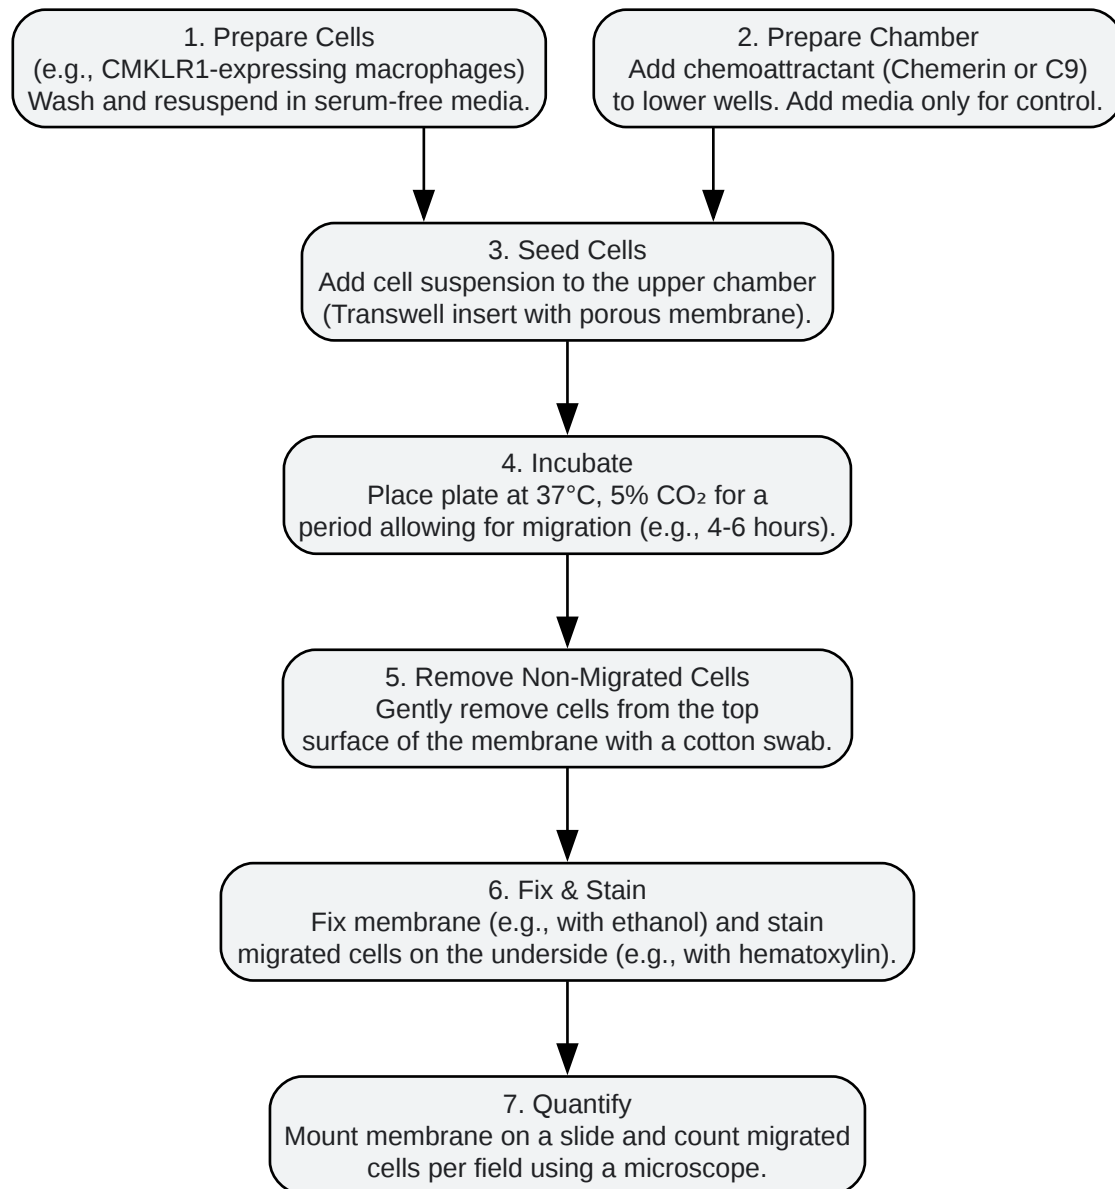 1. Prepare Cells
(e.g., CMKLR1-expressing macrophages)
Wash and resuspend in serum-free media.
2. Prepare Chamber
Add chemoattractant (Chemerin or C9)
to lower wells. Add media only for control.
3. Seed Cells
Add cell suspension to the upper chamber
(Transwell insert with porous membrane).
4. Incubate
Place plate at 37°C, 5% CO₂ for a
period allowing for migration (e.g., 4-6 hours).
5. Remove Non-Migrated Cells
Gently remove cells from the top
surface of the membrane with a cotton swab.
6. Fix & Stain
Fix membrane (e.g., with ethanol) and stain
migrated cells on the underside (e.g., with hematoxylin).
7. Quantify
Mount membrane on a slide and count migrated
cells per field using a microscope.